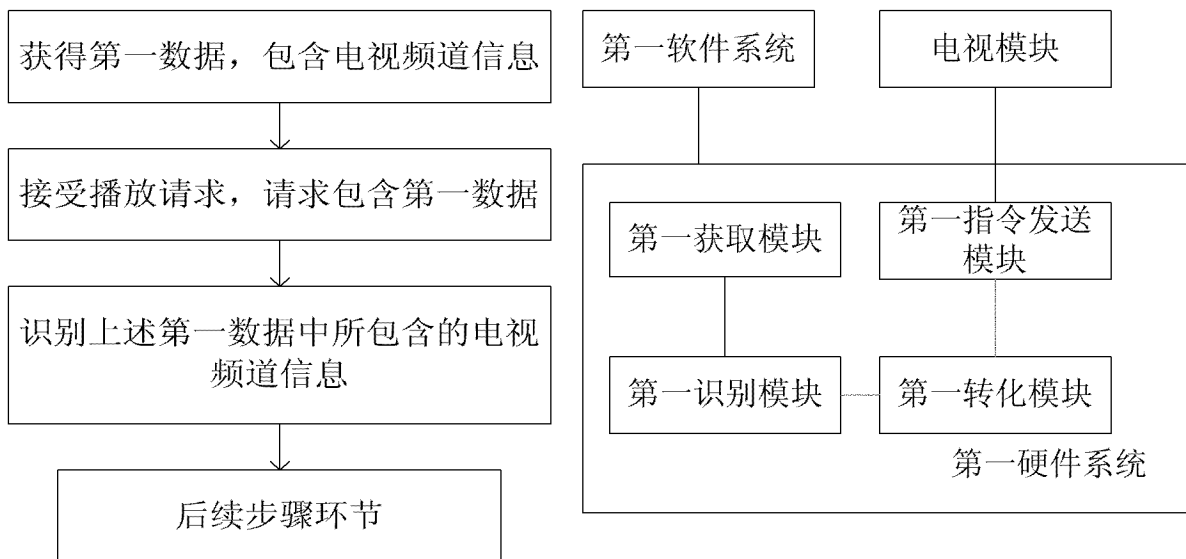 获得第一数据，包含电视频道信息
接受播放请求，请求包含第一数据
识别上述第一数据中所包含的电视
频道信息
后续步骤环节
第一软件系统
电视模块
第一获取模块
第一指令发送
模块
第一识别模块
第一转化模块
第一硬件系统